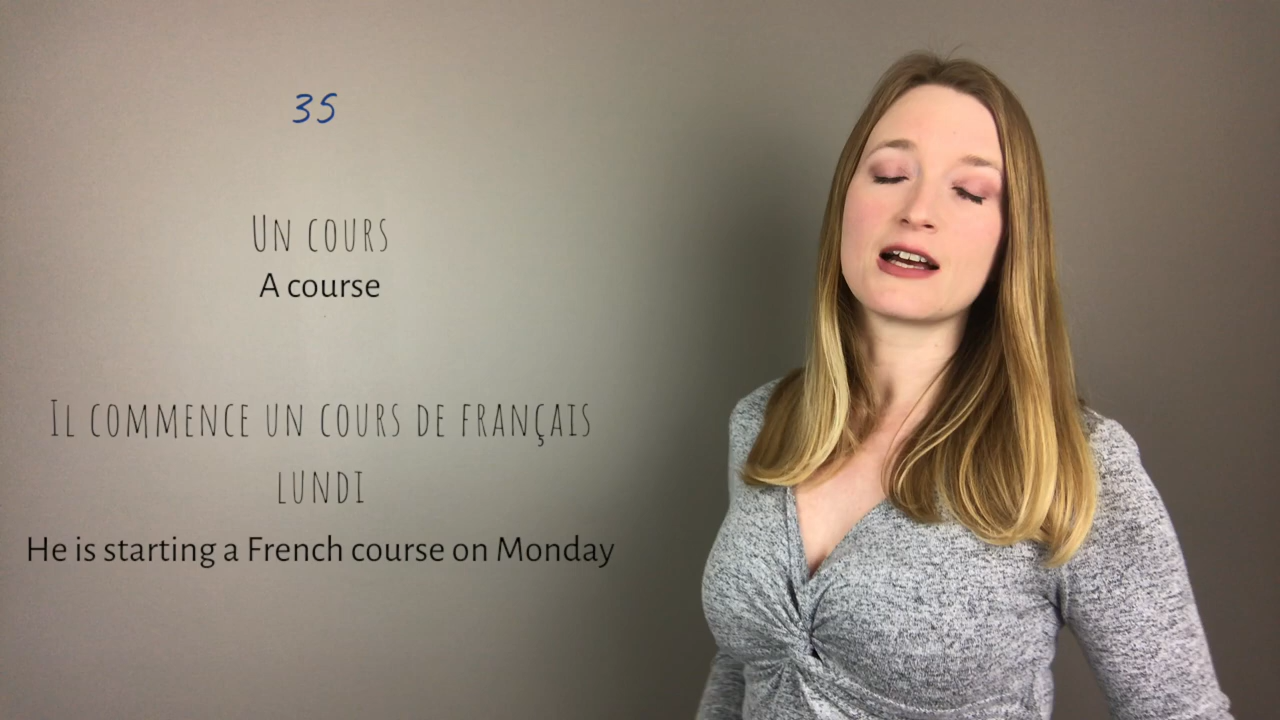 35
Un cours
A course
Il commence un cours de français
lundi
He is starting a French course on Monday